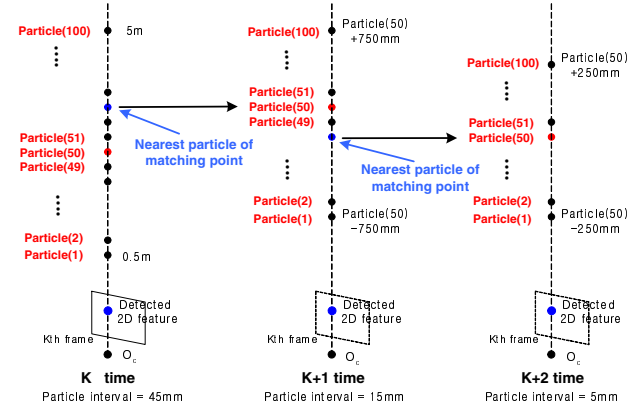 Particle(100)
5m
Particle(51)
Particle(50)
Particle(49)
Nearest particle of
matching point
Particle(2)
Particle(1)
0.5m
Detected
2D feature
Kth frame
Oc
K time
Particle interval = 45mm
Particle(100)
Particle(50)
+750mm
Particle(51)
Particle(50)
Particle(49)
Nearest particle of
matching point
Particle(2)
Particle(1)
Particle(50)
−750mm
Detected
2D feature
Kth frame
Oc
K+1 time
Particle interval = 15mm
Particle(100)
Particle(50)
+250mm
Particle(51)
Particle(50)
Particle(2)
Particle(1)
Particle(50)
−250mm
Detected
2D feature
Kth frame
Oc
K+2 time
Particle interval = 5mm